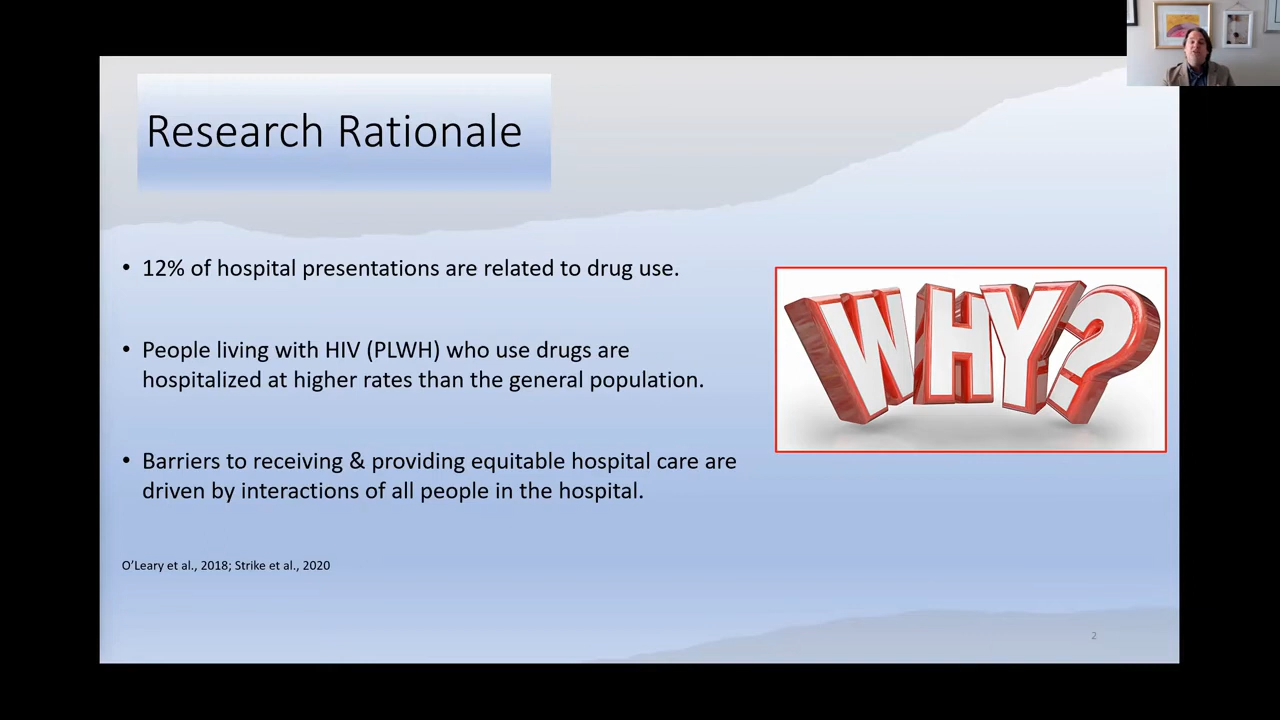 Research Rationale
• 12% of hospital presentations are related to drug use.
• People living with HIV (PLWH) who use drugs are
hospitalized at higher rates than the general population.
• Barriers to receiving & providing equitable hospital care are
driven by interactions of all people in the hospital.
WHY?
O’Leary et al., 2018; Strike et al., 2020
2